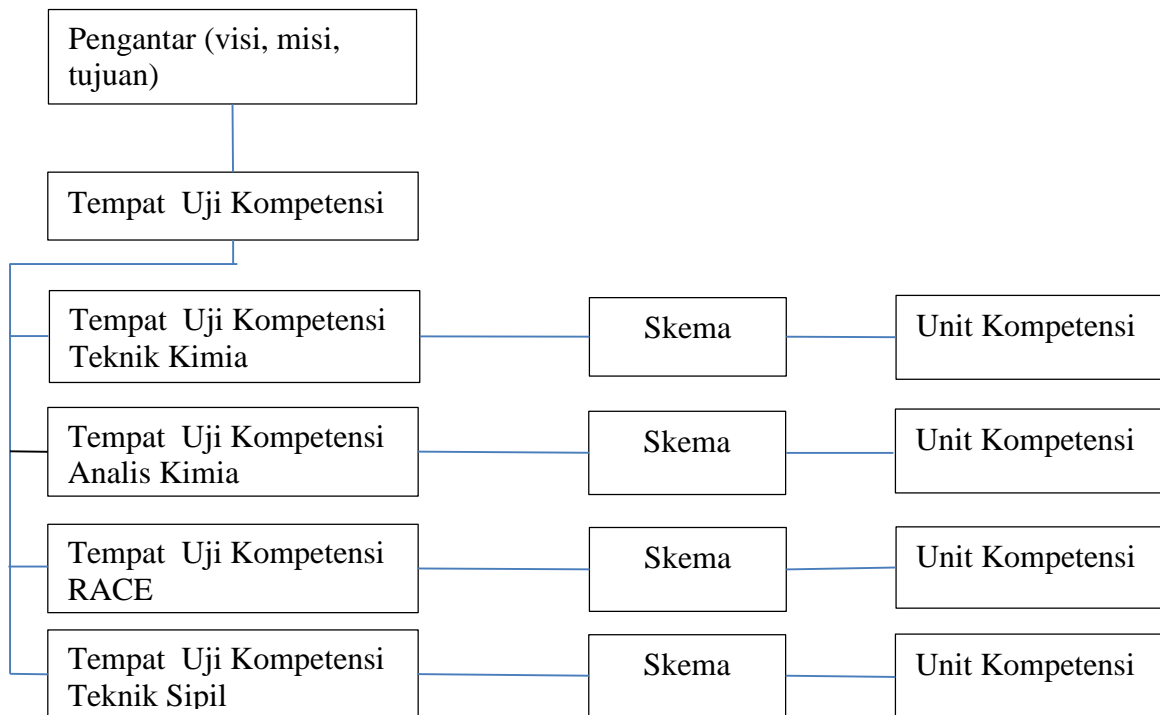 Pengantar (visi, misi,
tujuan)
Tempat Uji Kompetensi
Tempat Uji Kompetensi
Teknik Kimia
Skema
Unit Kompetensi
Tempat Uji Kompetensi
Analis Kimia
Skema
Unit Kompetensi
Tempat Uji Kompetensi
RACE
Skema
Unit Kompetensi
Tempat Uji Kompetensi
Teknik Sipil
Skema
Unit Kompetensi